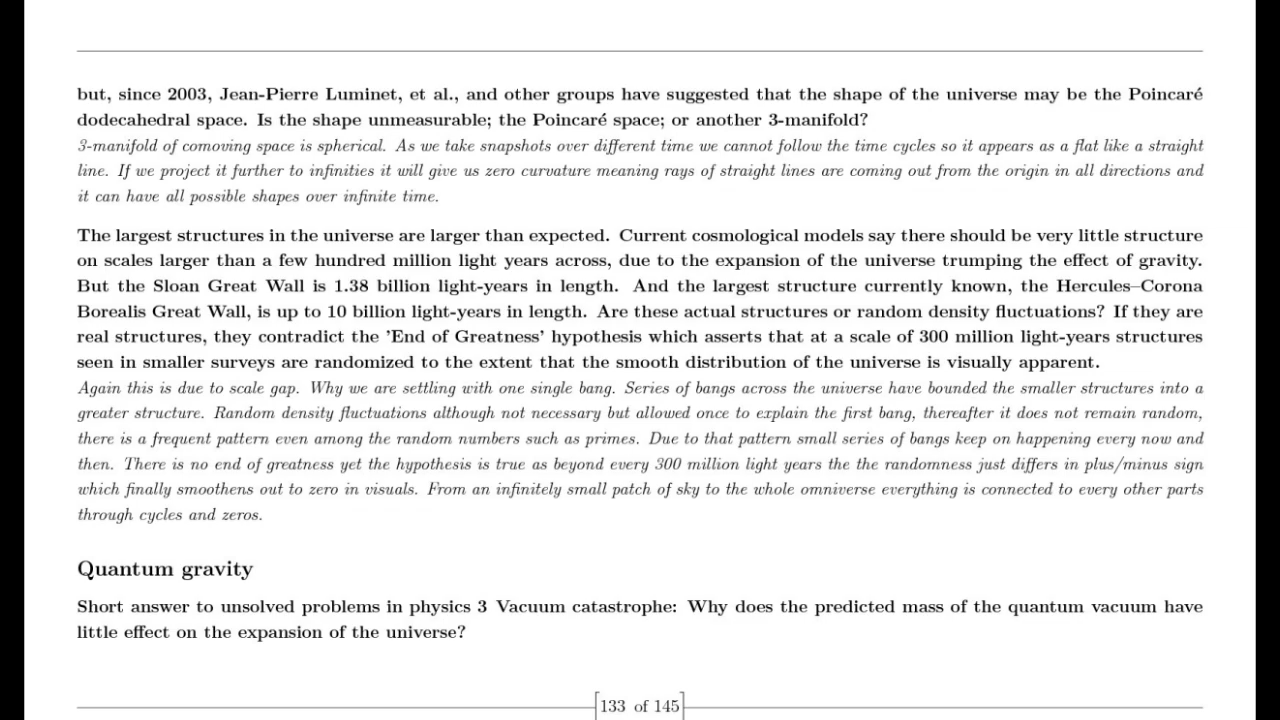 but, since 2003, Jean-Pierre Luminet, et al., and other groups have suggested that the shape of the universe may be the Poincaré
dodecahedral space. Is the shape unmeasurable; the Poincaré space; or another 3-manifold?
3-manifold of comoving space is spherical. As we take snapshots over different time we cannot follow the time cycles so it appears as a flat like a straight
line. If we project it further to infinities it will give us zero curvature meaning rays of straight lines are coming out from the origin in all directions and
it can have all possible shapes over infinite time.
The largest structures in the universe are larger than expected. Current cosmological models say there should be very little structure
on scales larger than a few hundred million light years across, due to the expansion of the universe trumping the effect of gravity.
But the Sloan Great Wall is 1.38 billion light-years in length. And the largest structure currently known, the Hercules–Corona
Borealis Great Wall, is up to 10 billion light-years in length. Are these actual structures or random density fluctuations? If they are
real structures, they contradict the 'End of Greatness' hypothesis which asserts that at a scale of 300 million light-years structures
seen in smaller surveys are randomized to the extent that the smooth distribution of the universe is visually apparent.
Again this is due to scale gap. Why we are settling with one single bang. Series of bangs across the universe have bounded the smaller structures into a
greater structure. Random density fluctuations although not necessary but allowed once to explain the first bang, thereafter it does not remain random,
there is a frequent pattern even among the random numbers such as primes. Due to that pattern small series of bangs keep on happening every now and
then. There is no end of greatness yet the hypothesis is true as beyond every 300 million light years the the randomness just differs in plus/minus sign
which finally smoothens out to zero in visuals. From an infinitely small patch of sky to the whole omniverse everything is connected to every other parts
through cycles and zeros.
Quantum gravity
Short answer to unsolved problems in physics 3 Vacuum catastrophe: Why does the predicted mass of the quantum vacuum have
little effect on the expansion of the universe?
133 of 145